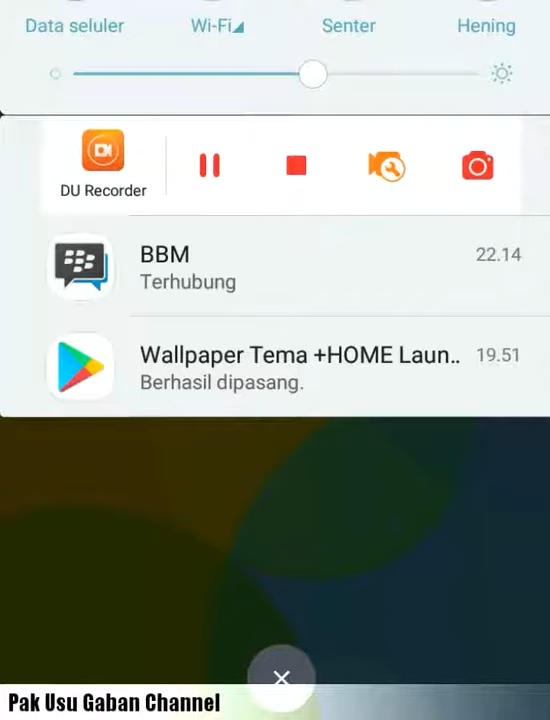 Data seluler Wi-Fi Senter Hening
DU Recorder
BBM 22.14
Terhubung
Wallpaper Tema +HOME Laun.. 19.51
Berhasil dipasang.
Pak Usu Gaban Channel